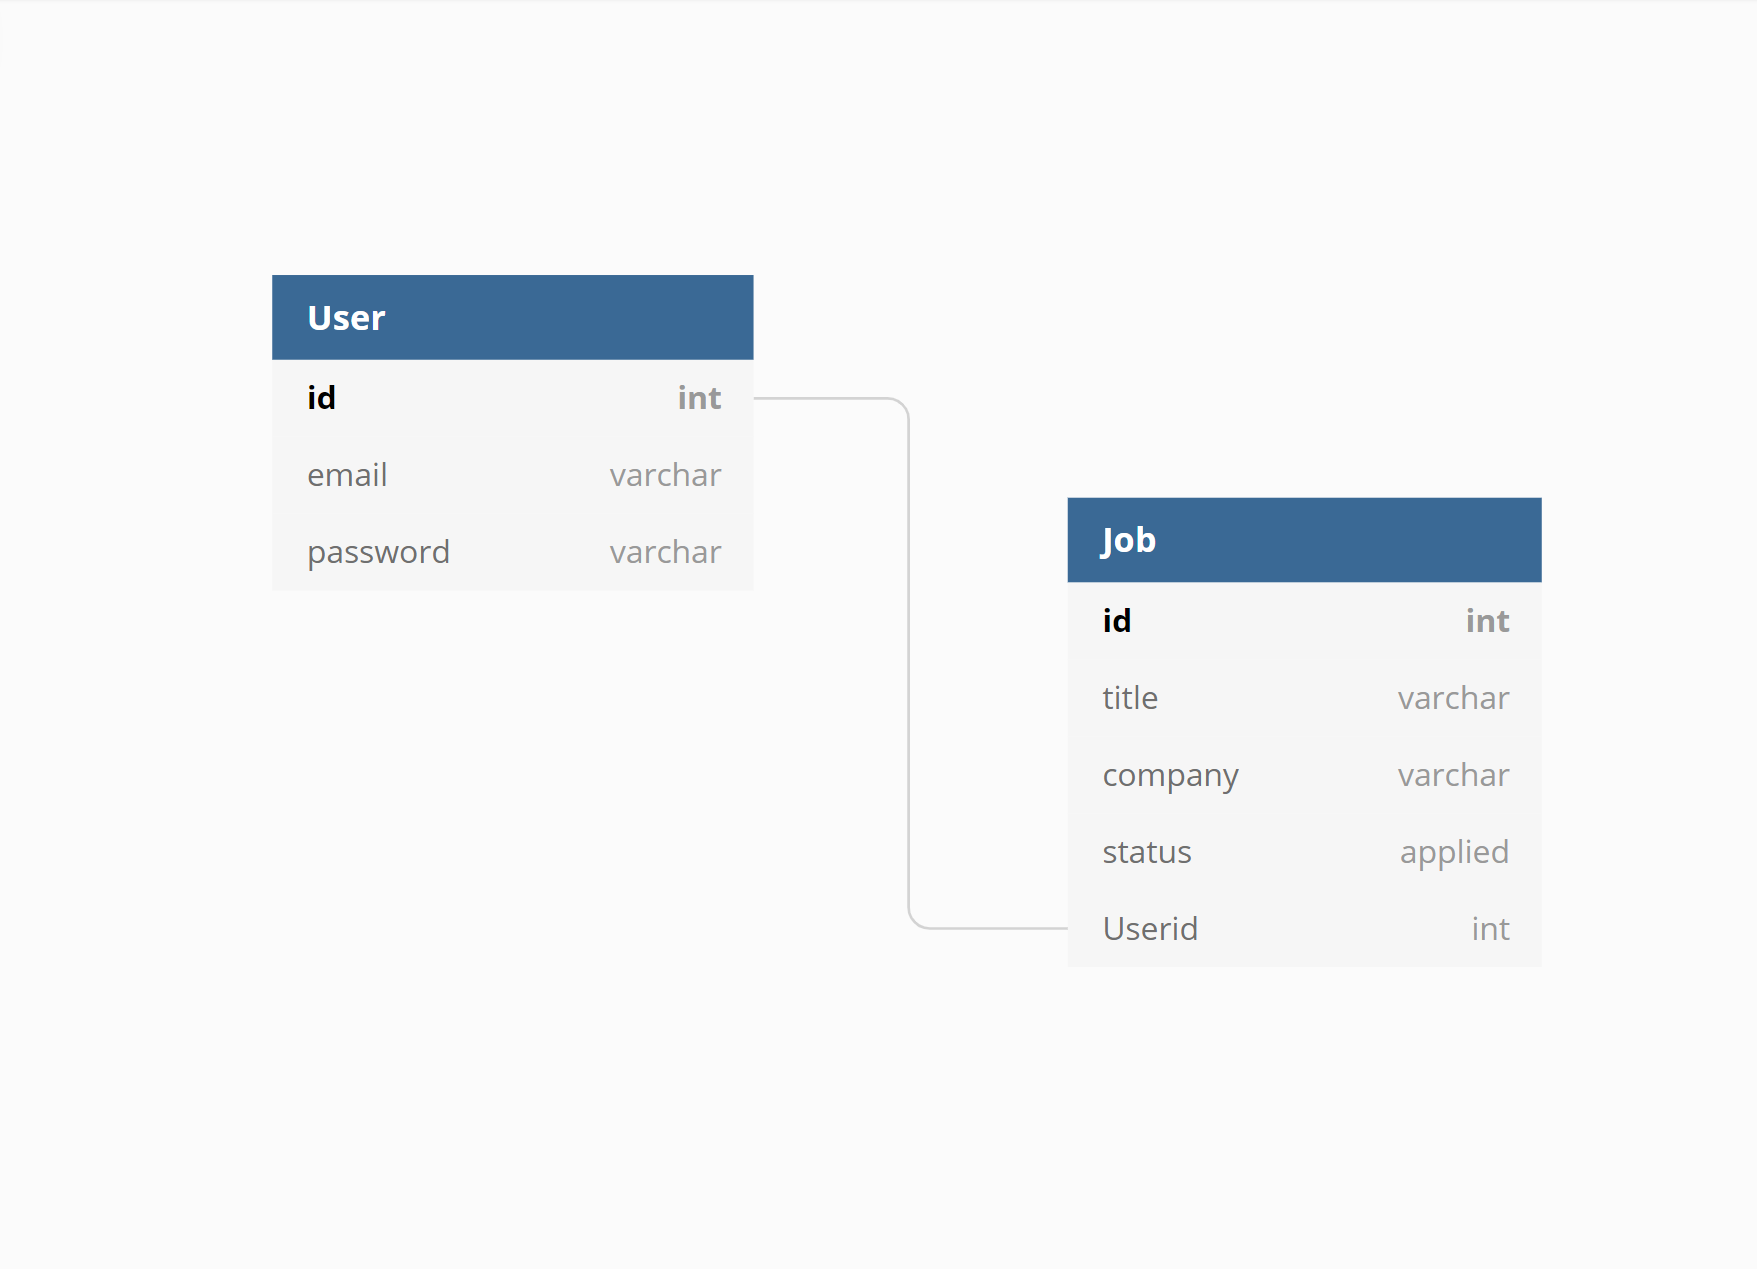 User
id int
email varchar
password varchar
Job
id int
title varchar
company varchar
status applied
Userid int